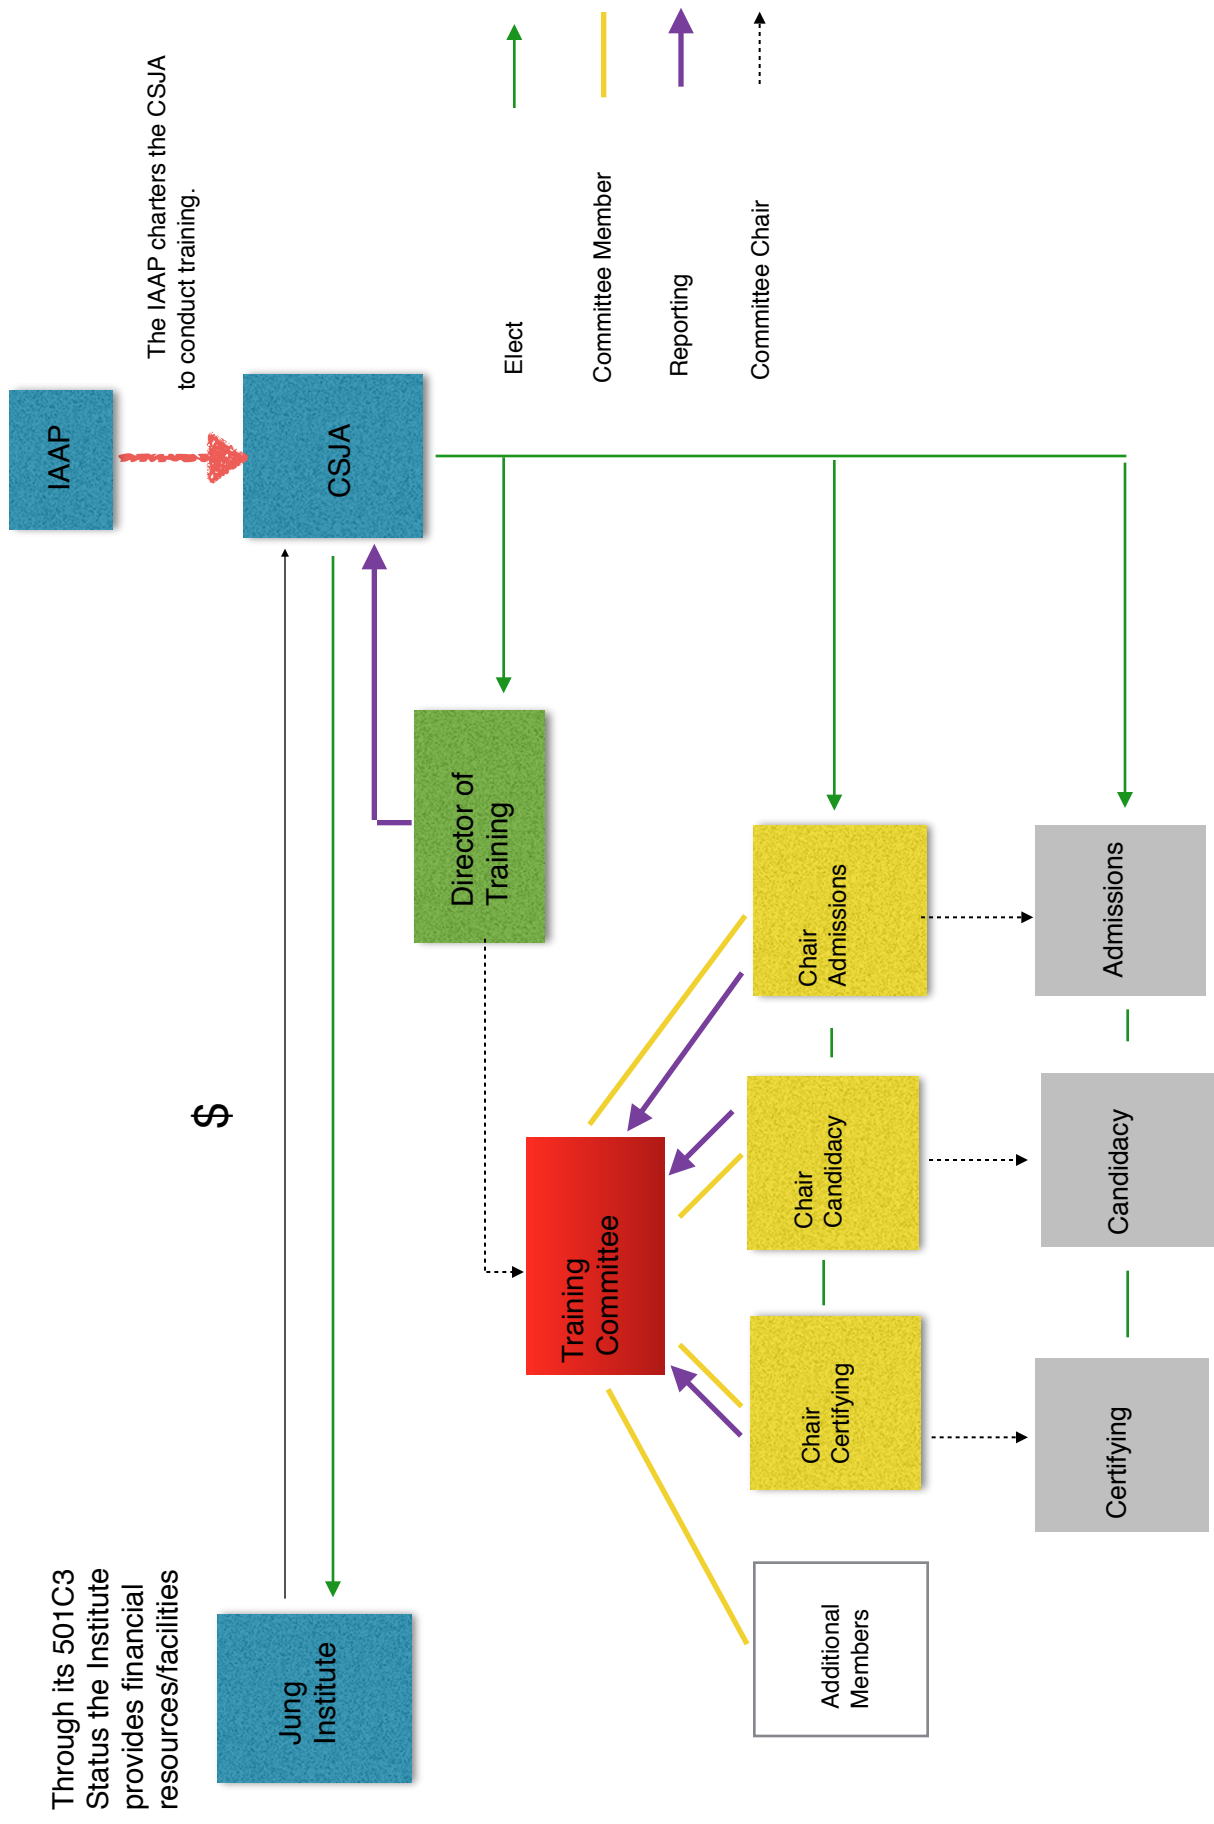 Through its 501C3
Status the Institute
provides financial
resources/facilities
IAAP
The IAAP charters the CSJA
to conduct training.
$
Jung
Institute
CSJA
Director of
Training
Training
Committee
Additional
Members
Chair
Certifying
Chair
Candidacy
Chair
Admissions
Certifying
Candidacy
Admissions
Elect
Committee Member
Reporting
Committee Chair